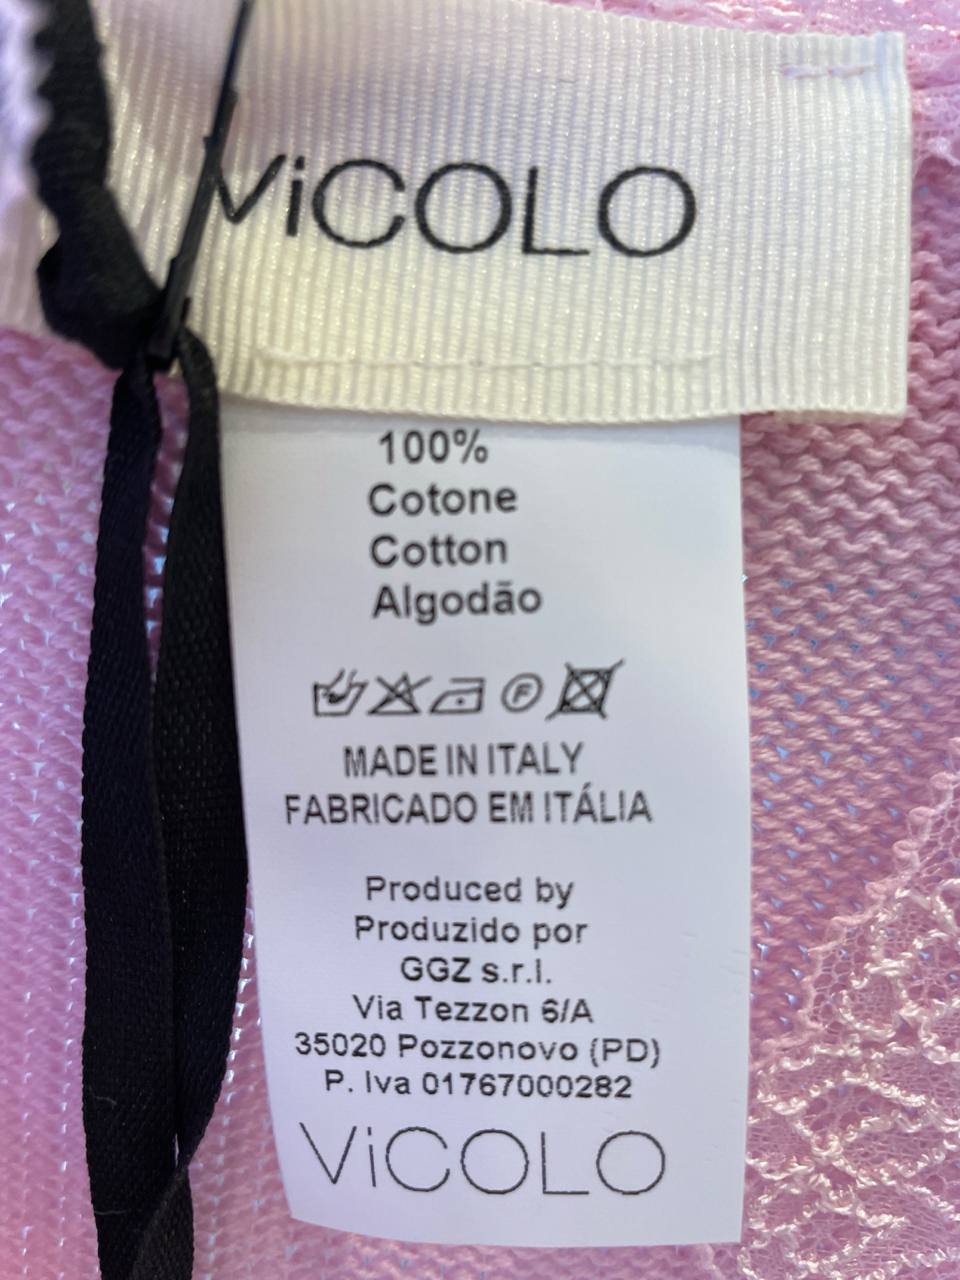 ViCOLO
100%
Cotone
Cotton
Algodão
F
MADE IN ITALY
FABRICADO EM ITÁLIA
Produced by
Produzido por
GGZ s.r.l.
Via Tezzon 6/A
35020 Pozzonovo (PD)
P. Iva 01767000282
ViCOLO